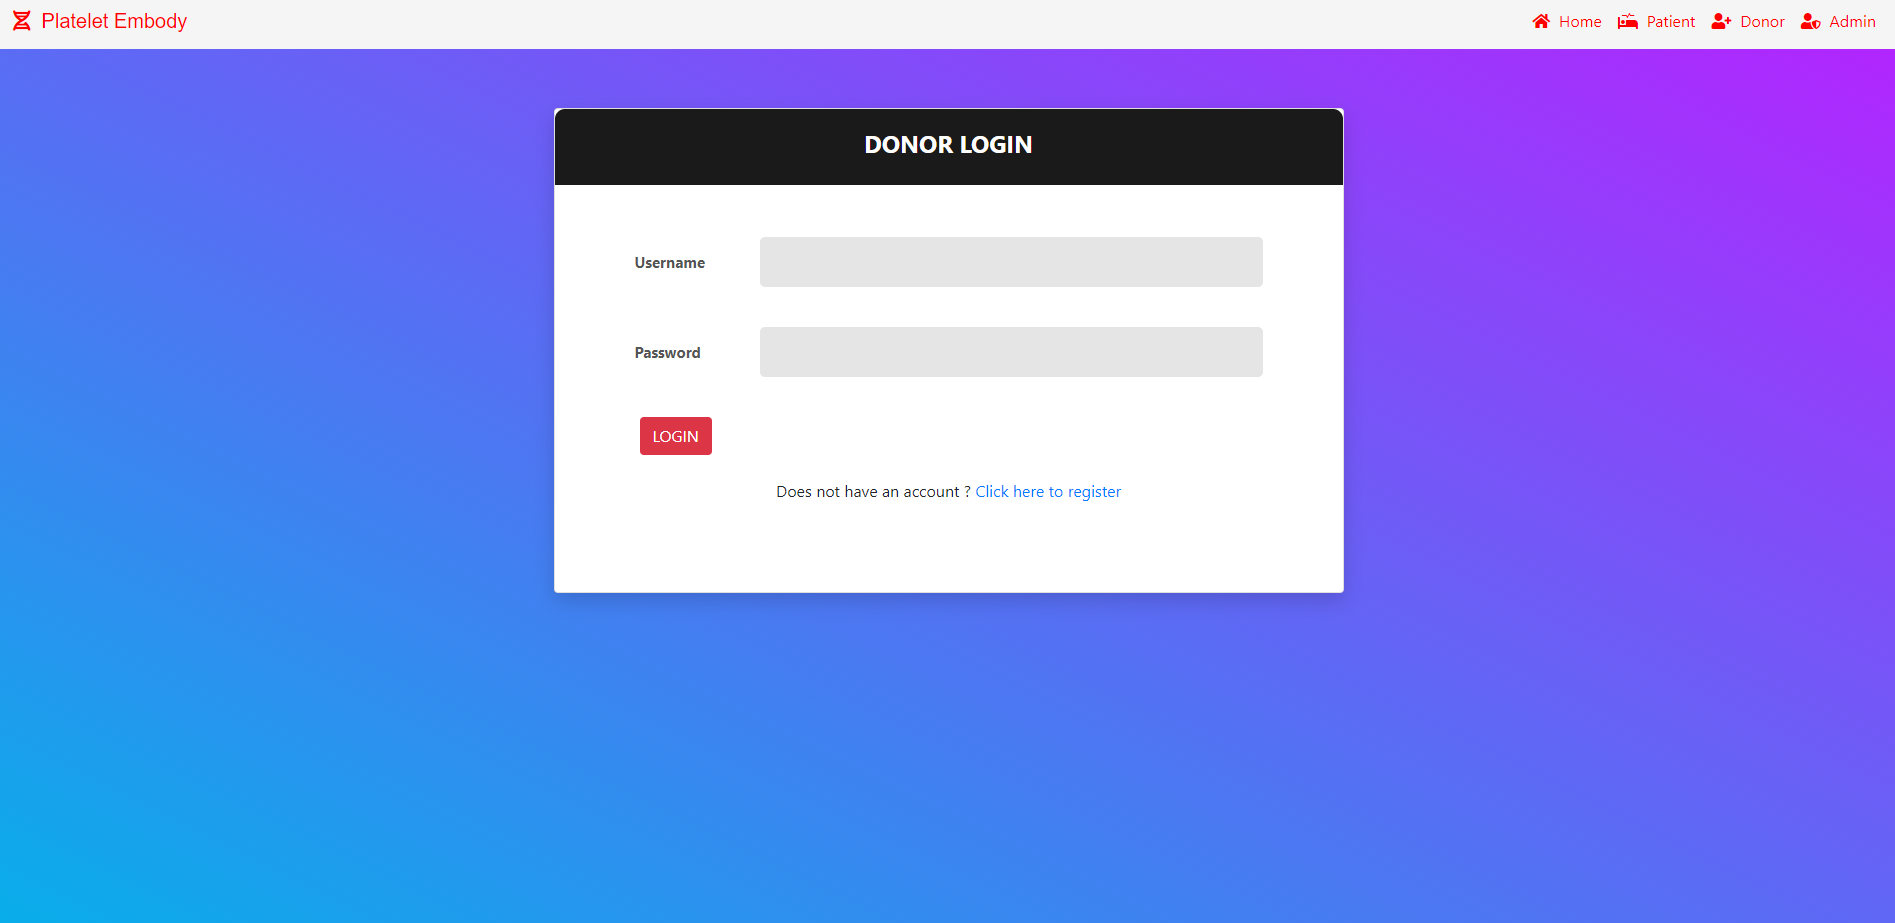 Platelet Embody
Home Patient Donor Admin
DONOR LOGIN
Username
Password
LOGIN
Does not have an account ? Click here to register